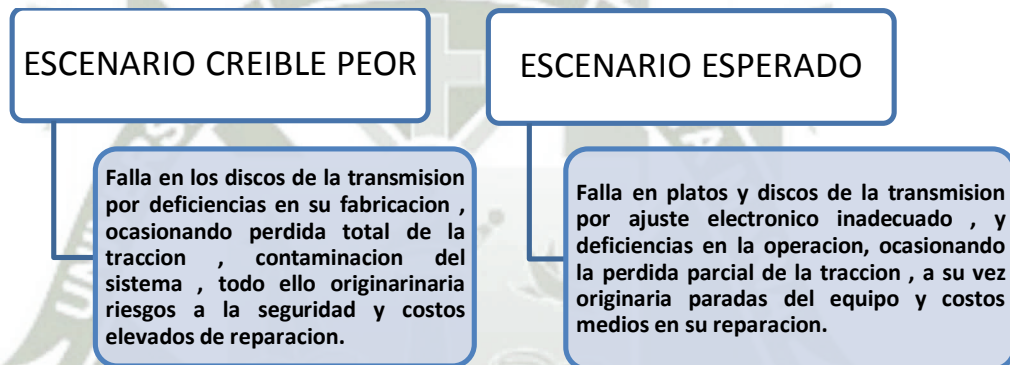 ESCENARIO CREIBLE PEOR
Falla en los discos de la transmision
por deficiencias en su fabricacion ,
ocasionando perdida total de la
traccion , contaminacion del
sistema , todo ello originarinaria
riesgos a la seguridad y costos
elevados de reparacion.
ESCENARIO ESPERADO
Falla en platos y discos de la transmision
por ajuste electronico inadecuado , y
deficiencias en la operacion, ocasionando
la perdida parcial de la traccion , a su vez
originaria paradas del equipo y costos
medios en su reparacion.